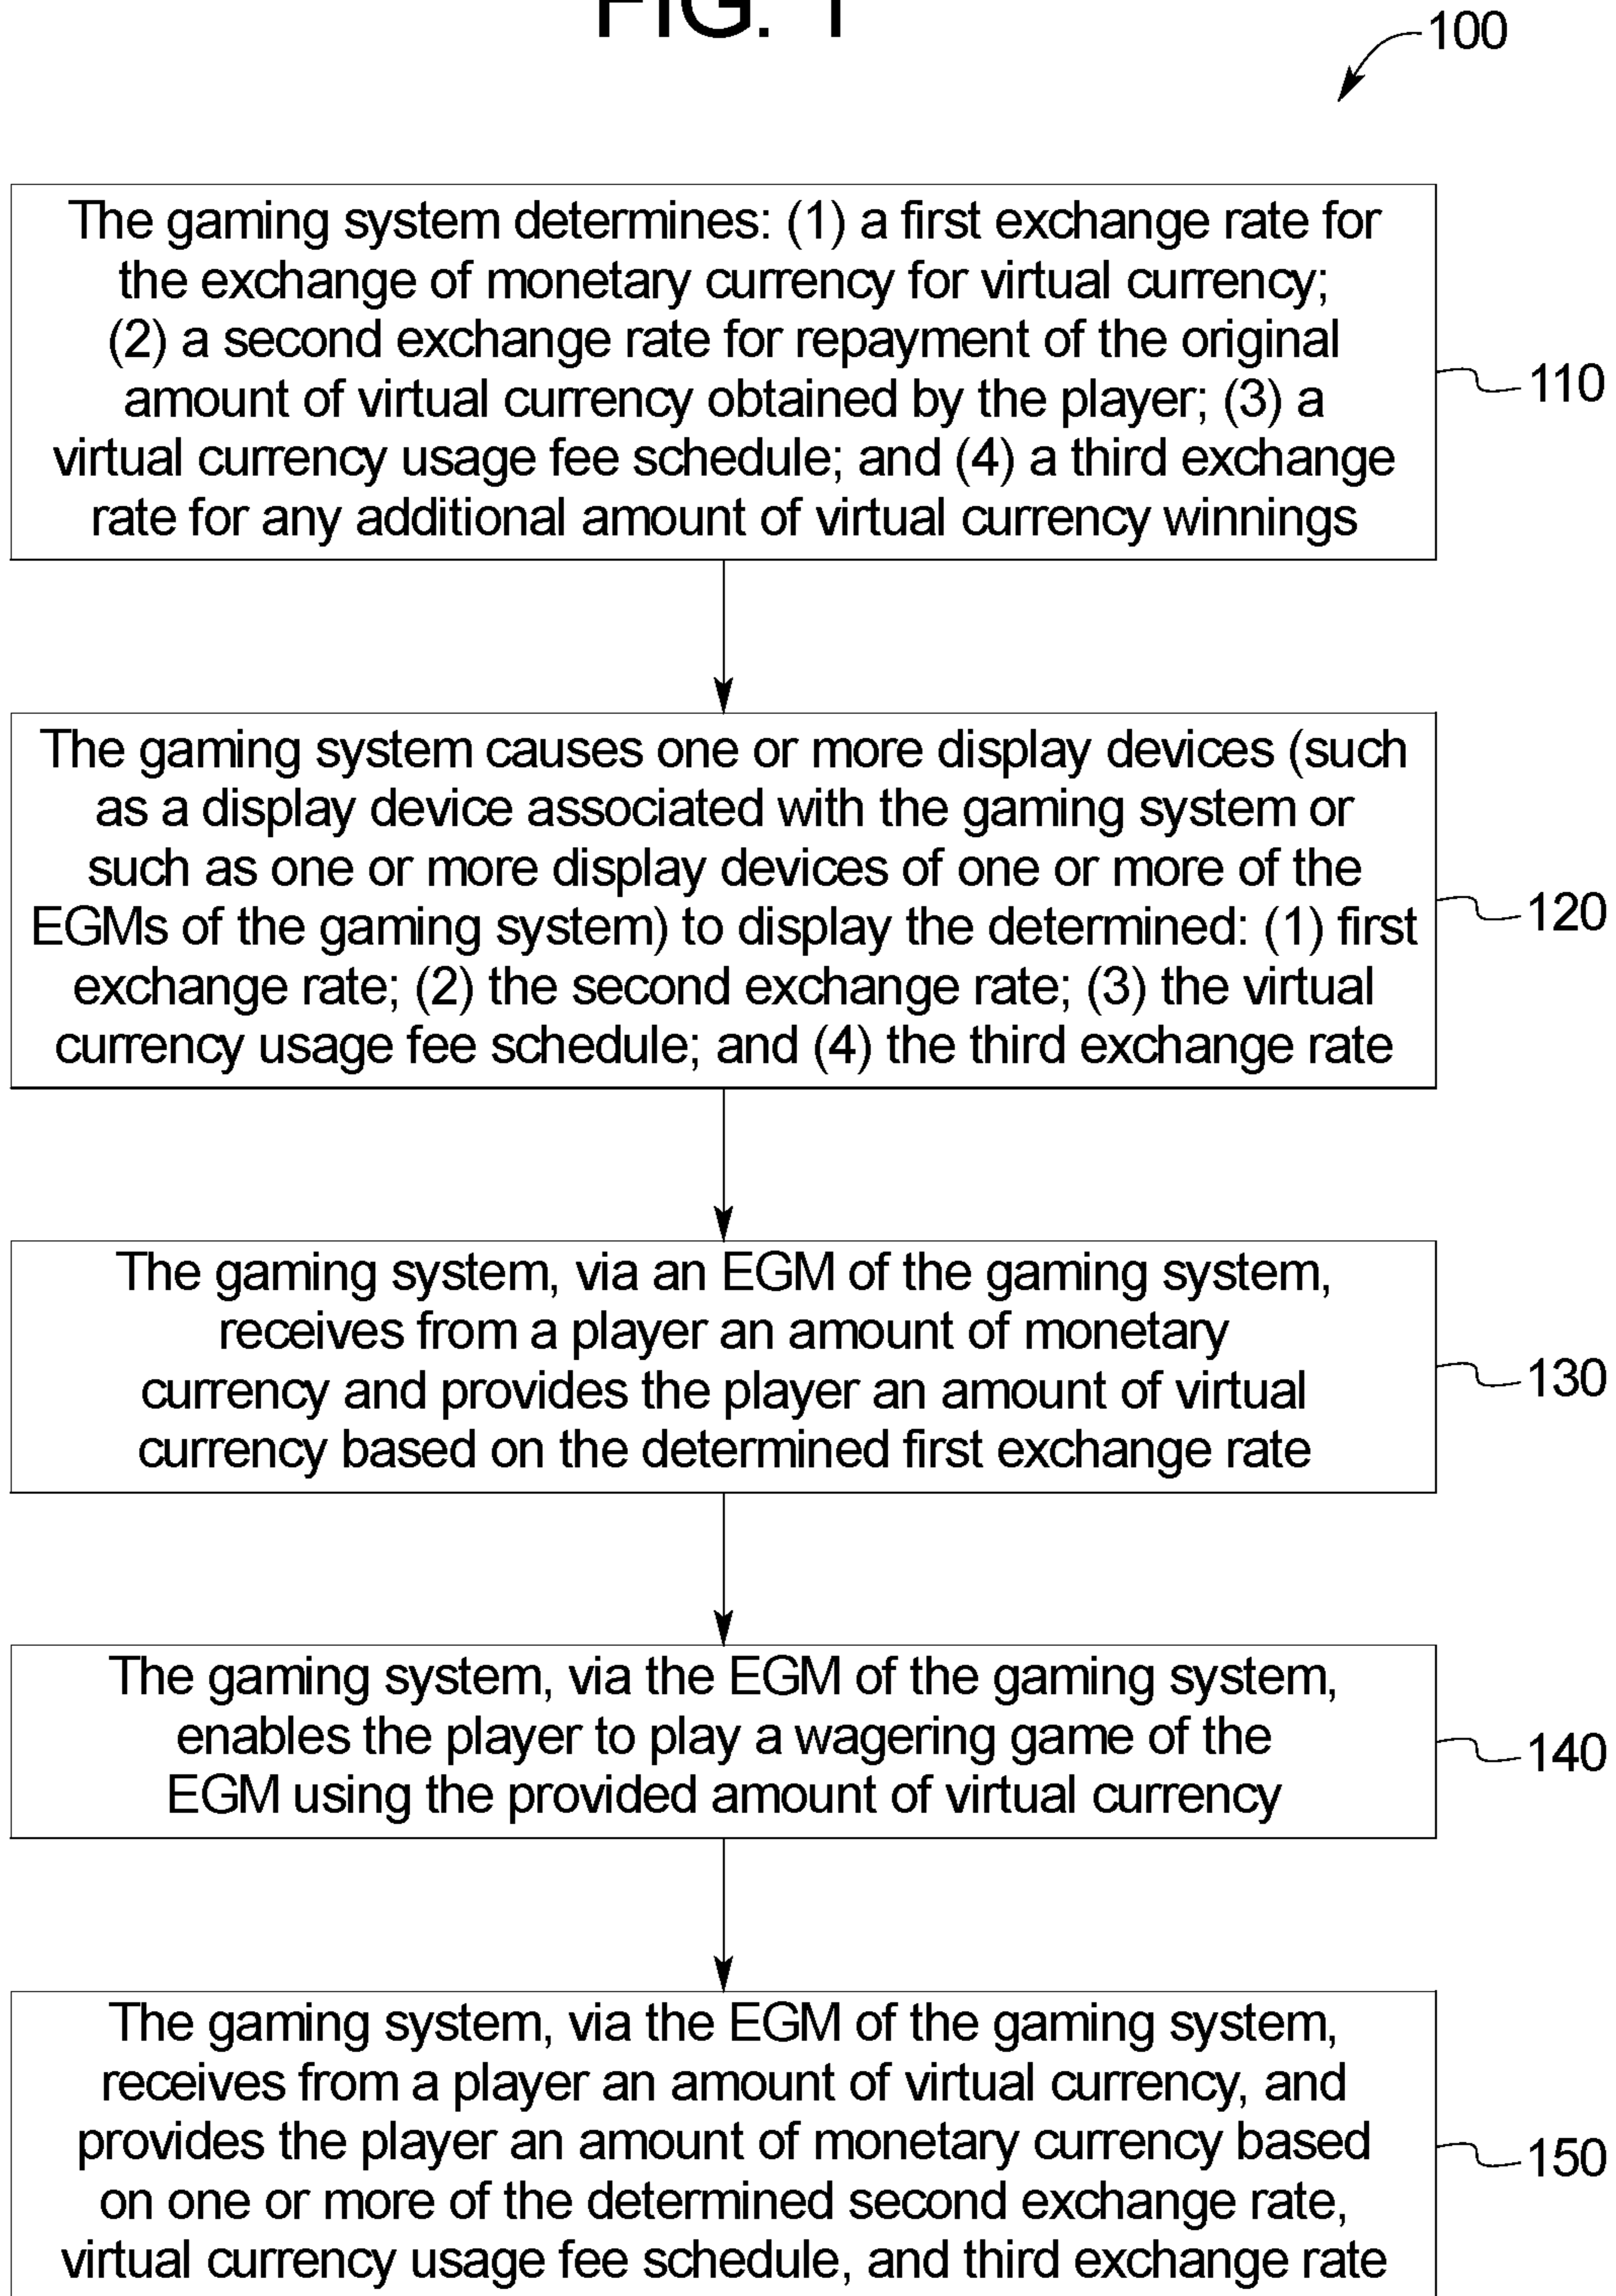 FIG. 1
100
The gaming system determines: (1) a first exchange rate for
the exchange of monetary currency for virtual currency;
(2) a second exchange rate for repayment of the original
amount of virtual currency obtained by the player; (3) a
virtual currency usage fee schedule; and (4) a third exchange
rate for any additional amount of virtual currency winnings
110
The gaming system causes one or more display devices (such
as a display device associated with the gaming system or
such as one or more display devices of one or more of the
EGMs of the gaming system) to display the determined: (1) first
exchange rate; (2) the second exchange rate; (3) the virtual
currency usage fee schedule; and (4) the third exchange rate
120
The gaming system, via an EGM of the gaming system,
receives from a player an amount of monetary
currency and provides the player an amount of virtual
currency based on the determined first exchange rate
130
The gaming system, via the EGM of the gaming system,
enables the player to play a wagering game of the
EGM using the provided amount of virtual currency
140
The gaming system, via the EGM of the gaming system,
receives from a player an amount of virtual currency, and
provides the player an amount of monetary currency based
on one or more of the determined second exchange rate,
virtual currency usage fee schedule, and third exchange rate
150